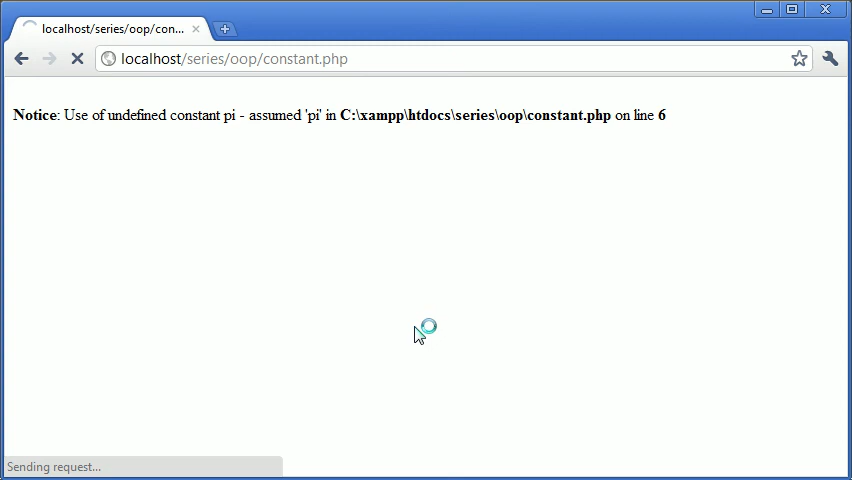 localhost/series/oop/con...
localhost/series/oop/constant.php
Notice: Use of undefined constant pi - assumed 'pi' in C:\xampp\htdocs\series\oop\constant.php on line 6
Sending request...